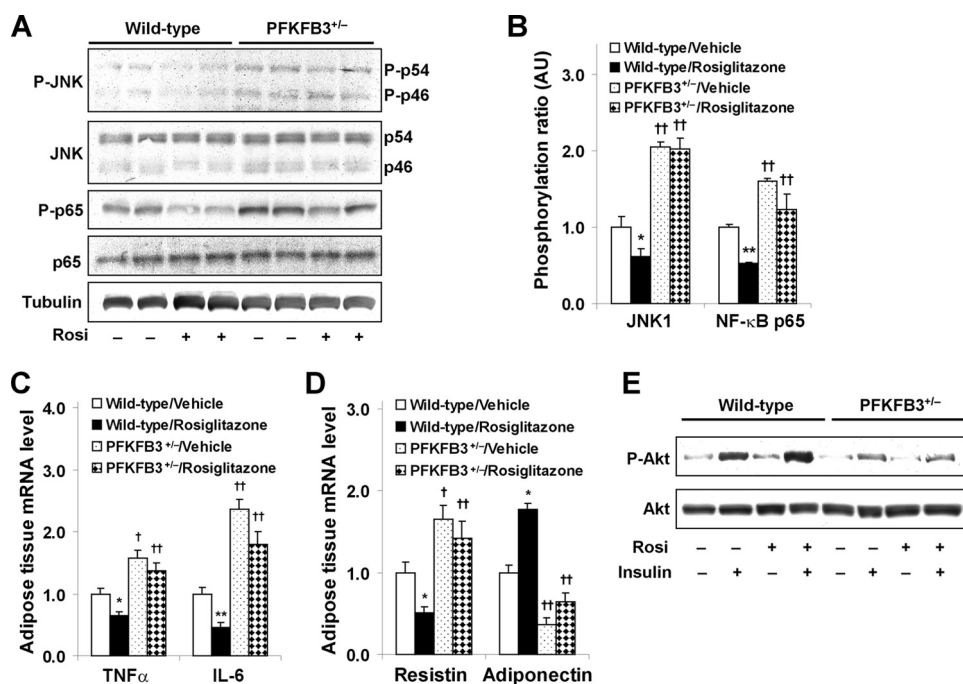 A
Wild-type PFKFB3+/–
P-JNK
P-p54
P-p46
JNK
p54
p46
P-p65
p65
Tubulin
Rosi – – + + – – + +
B
Wild-type/Vehicle
Wild-type/Rosiglitazone
PFKFB3+/–/Vehicle
PFKFB3+/–/Rosiglitazone
Phosphorylation ratio (AU)
3.0
2.0
1.0
0.0
†† ††
††
††
*
**
JNK1 NF-κB p65
C
Wild-type/Vehicle
Wild-type/Rosiglitazone
PFKFB3+/–/Vehicle
PFKFB3+/–/Rosiglitazone
Adipose tissue mRNA level
4.0
3.0
2.0
1.0
0.0
††
††
†
††
*
**
TNFα IL-6
D
Wild-type/Vehicle
Wild-type/Rosiglitazone
PFKFB3+/–/Vehicle
PFKFB3+/–/Rosiglitazone
Adipose tissue mRNA level
3.0
2.0
1.0
0.0
†
††
*
*
††
††
Resistin Adiponectin
E
Wild-type PFKFB3+/–
P-Akt
Akt
Rosi – – + + – – + +
Insulin – + – + – + – +